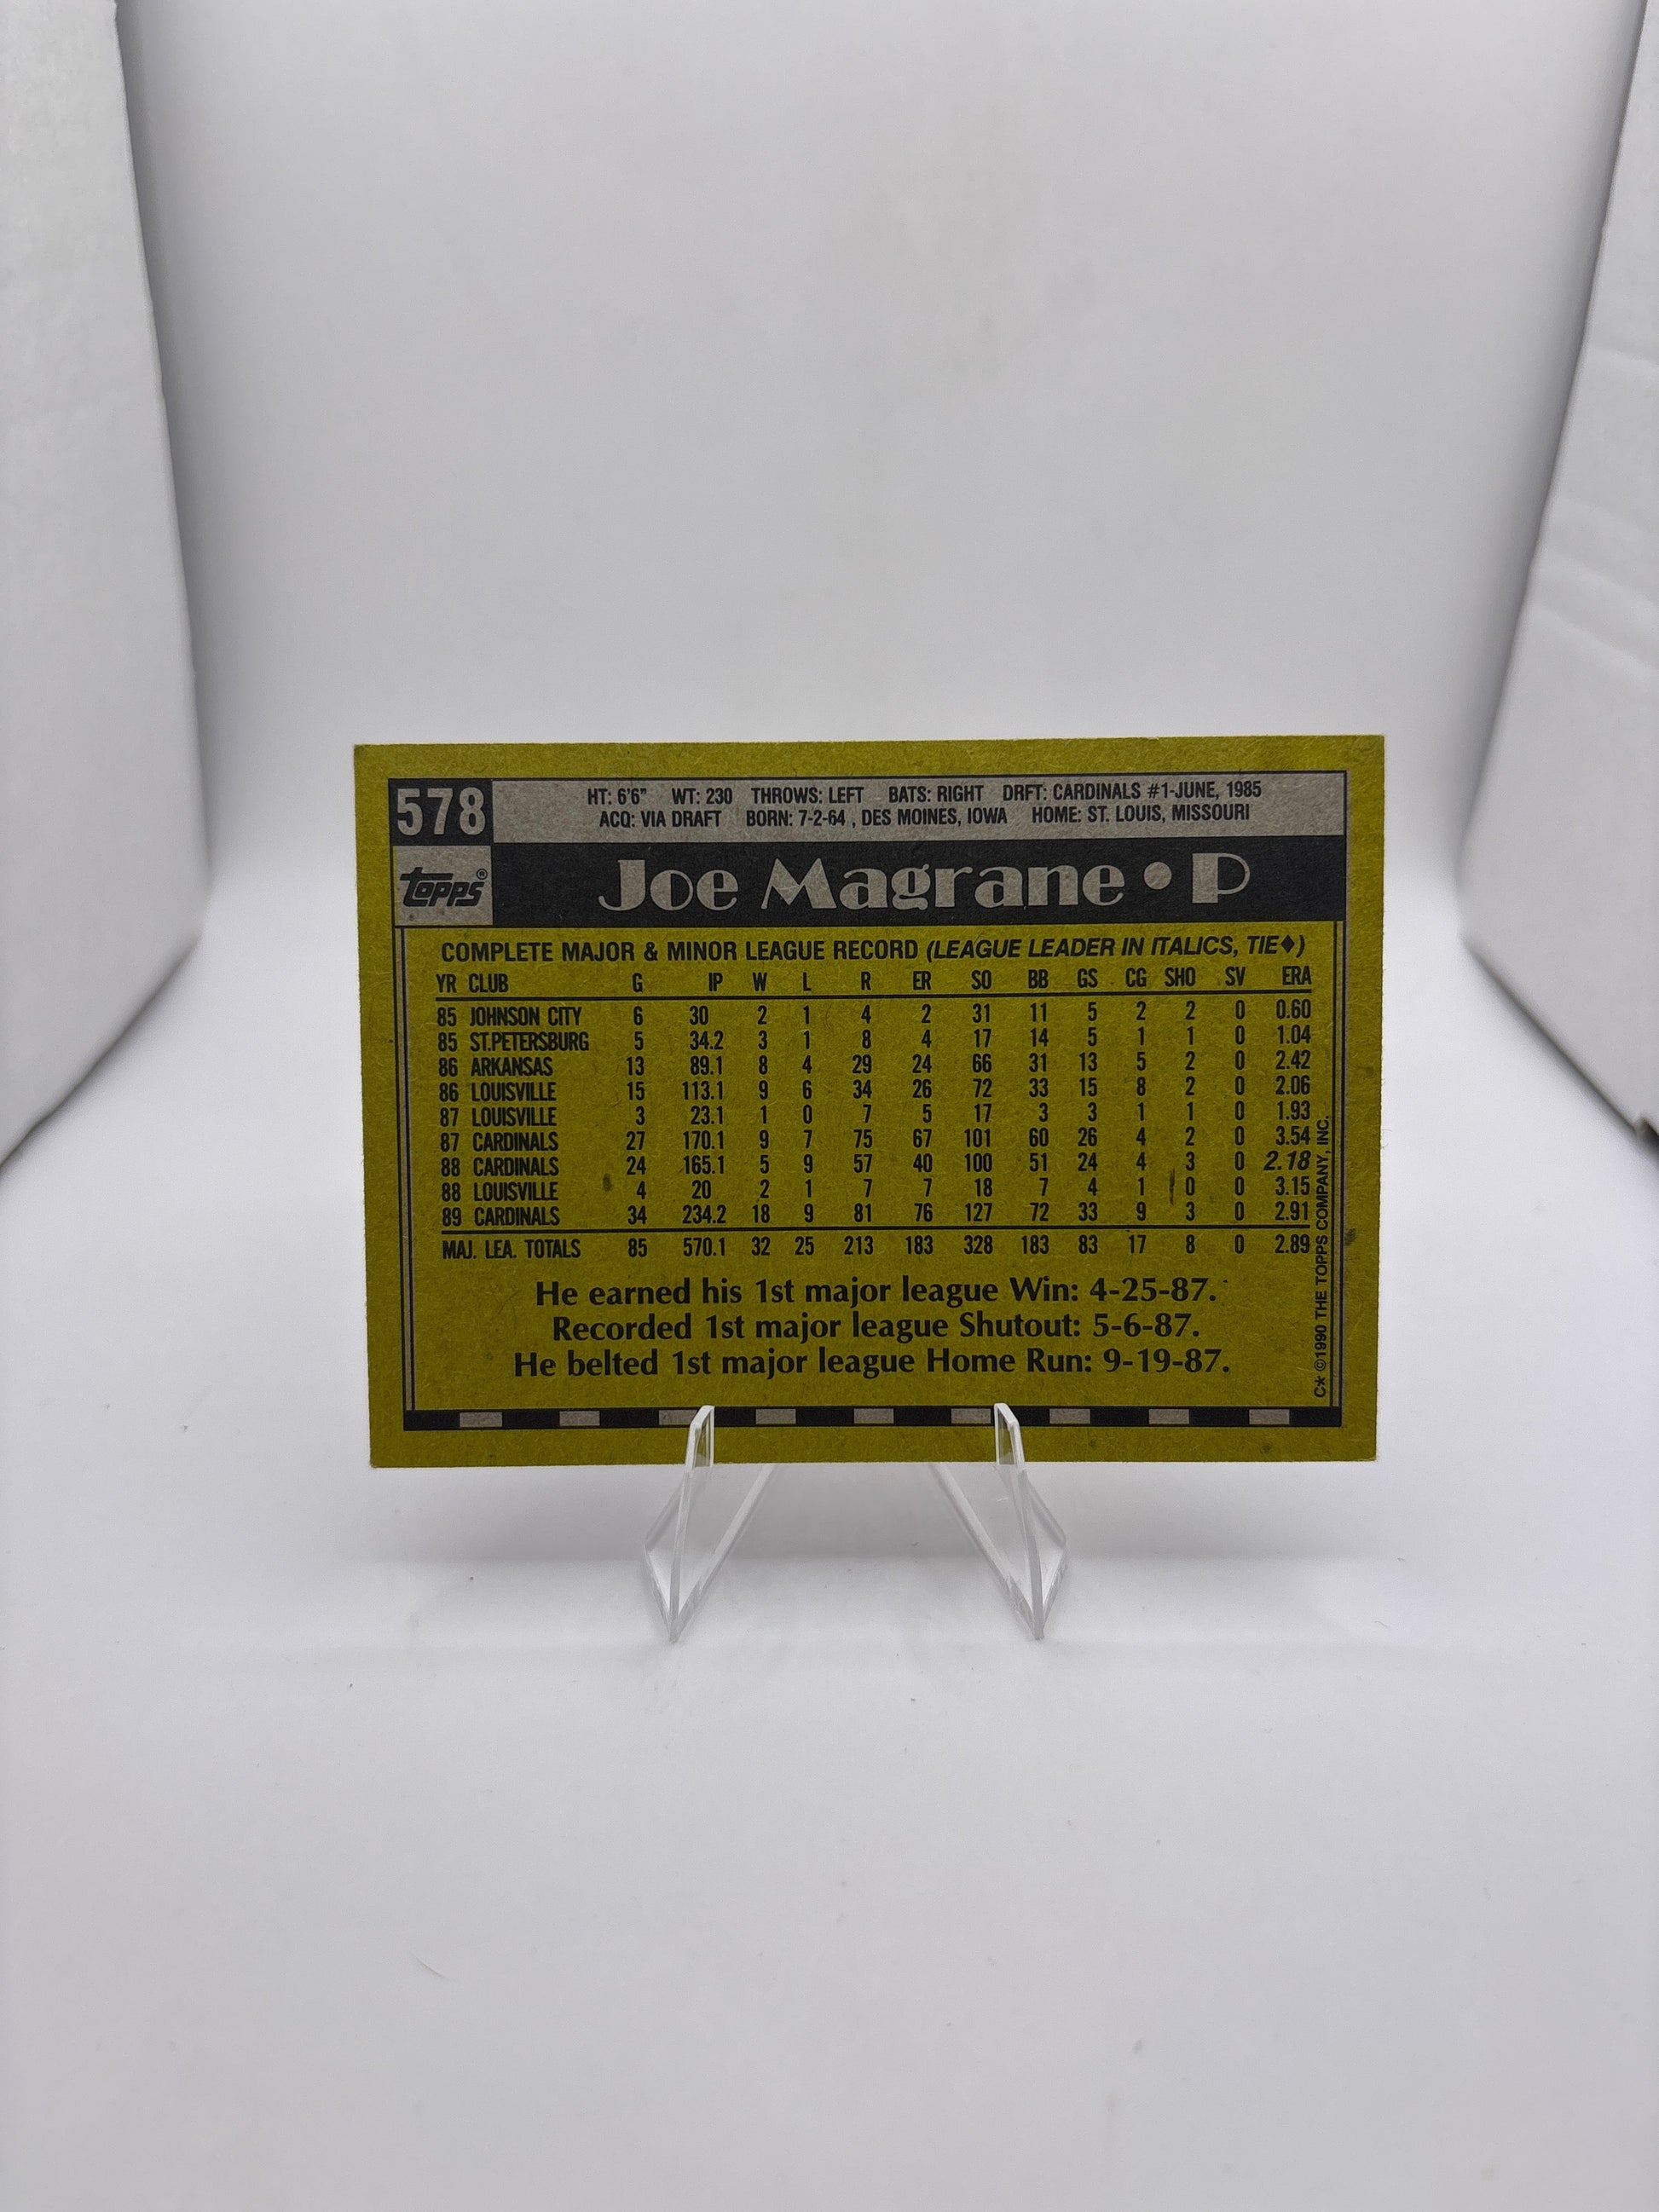 578
HT: 6'6" WT: 230 THROWS: LEFT BATS: RIGHT DRFT: CARDINALS #1-JUNE, 1985
ACQ: VIA DRAFT BORN: 7-2-64 , DES MOINES, IOWA HOME: ST. LOUIS, MISSOURI
topps®
Joe Magrane • P
COMPLETE MAJOR & MINOR LEAGUE RECORD (LEAGUE LEADER IN ITALICS, TIE♦)
YR CLUB G IP W L R ER SO BB GS CG SHO SV ERA
85 JOHNSON CITY 6 30 2 1 4 2 31 11 5 2 2 0 0.60
85 ST.PETERSBURG 5 34.2 3 1 8 4 17 14 5 1 1 0 1.04
86 ARKANSAS 13 89.1 8 4 29 24 66 31 13 5 2 0 2.42
86 LOUISVILLE 15 113.1 9 6 34 26 72 33 15 8 2 0 2.06
87 LOUISVILLE 3 23.1 1 0 7 5 17 3 3 1 1 0 1.93
87 CARDINALS 27 170.1 9 7 75 67 101 60 26 4 2 0 3.54
88 CARDINALS 24 165.1 5 9 57 40 100 51 24 4 3 0 2.18
88 LOUISVILLE 4 20 2 1 7 7 18 7 4 1 0 0 3.15
89 CARDINALS 34 234.2 18 9 81 76 127 72 33 9 3 0 2.91
MAJ. LEA. TOTALS 85 570.1 32 25 213 183 328 183 83 17 8 0 2.89
He earned his 1st major league Win: 4-25-87.
Recorded 1st major league Shutout: 5-6-87.
He belted 1st major league Home Run: 9-19-87.
C* ©1990 THE TOPPS COMPANY, INC.